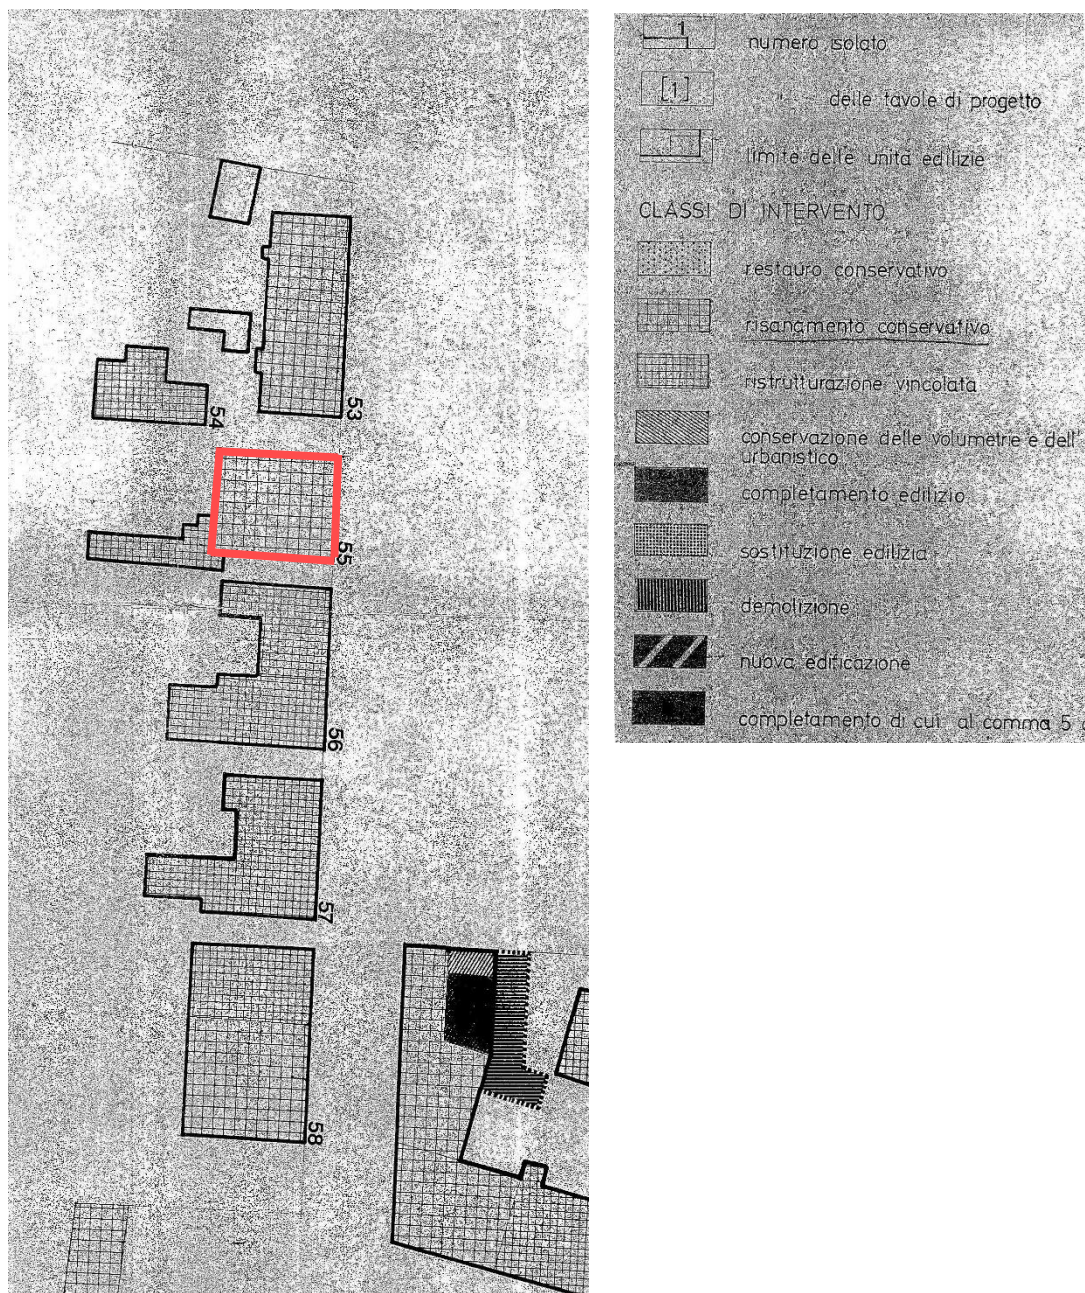 53
54
55
56
57
58
1
numero isolato
[1]
delle tavole di progetto
limite delle unità edilizie
CLASSI DI INTERVENTO
restauro conservativo
risanamento conservativo
ristrutturazione vincolata
conservazione delle volumetrie e dell'
urbanistico
completamento edilizio
sostituzione edilizia
demolizione
nuova edificazione
completamento di cui al comma 5